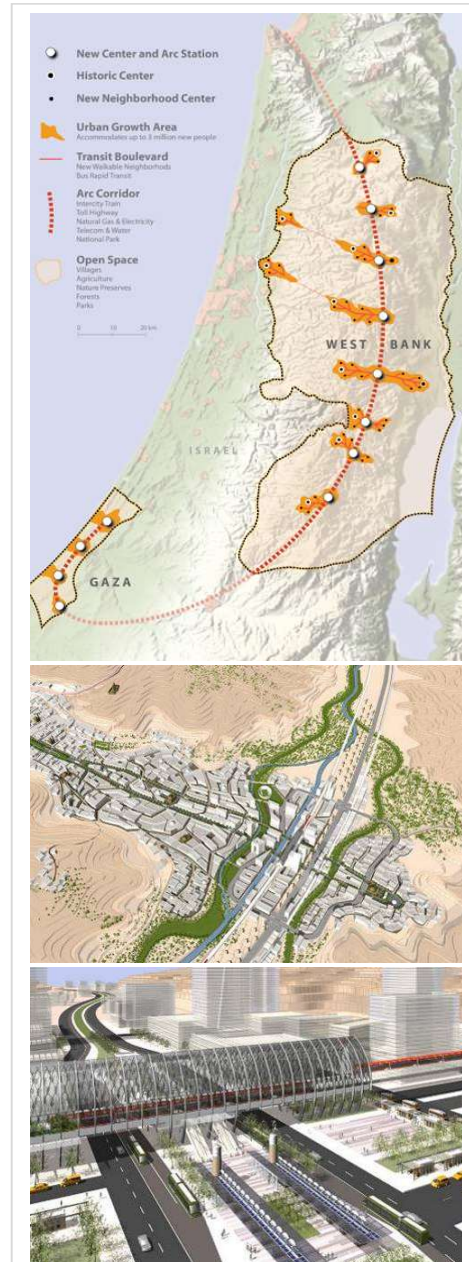 New Center and Arc Station
Historic Center
New Neighborhood Center
Urban Growth Area
Accommodates up to 3 million new people
Transit Boulevard
New Walkable Neighborhoods
Bus Rapid Transit
Arc Corridor
Intercity Train
Toll Highway
Natural Gas & Electricity
Telecom & Water
National Park
Open Space
Villages
Agriculture
Nature Preserves
Forests
Parks
0 10 20 km
WEST BANK
ISRAEL
GAZA